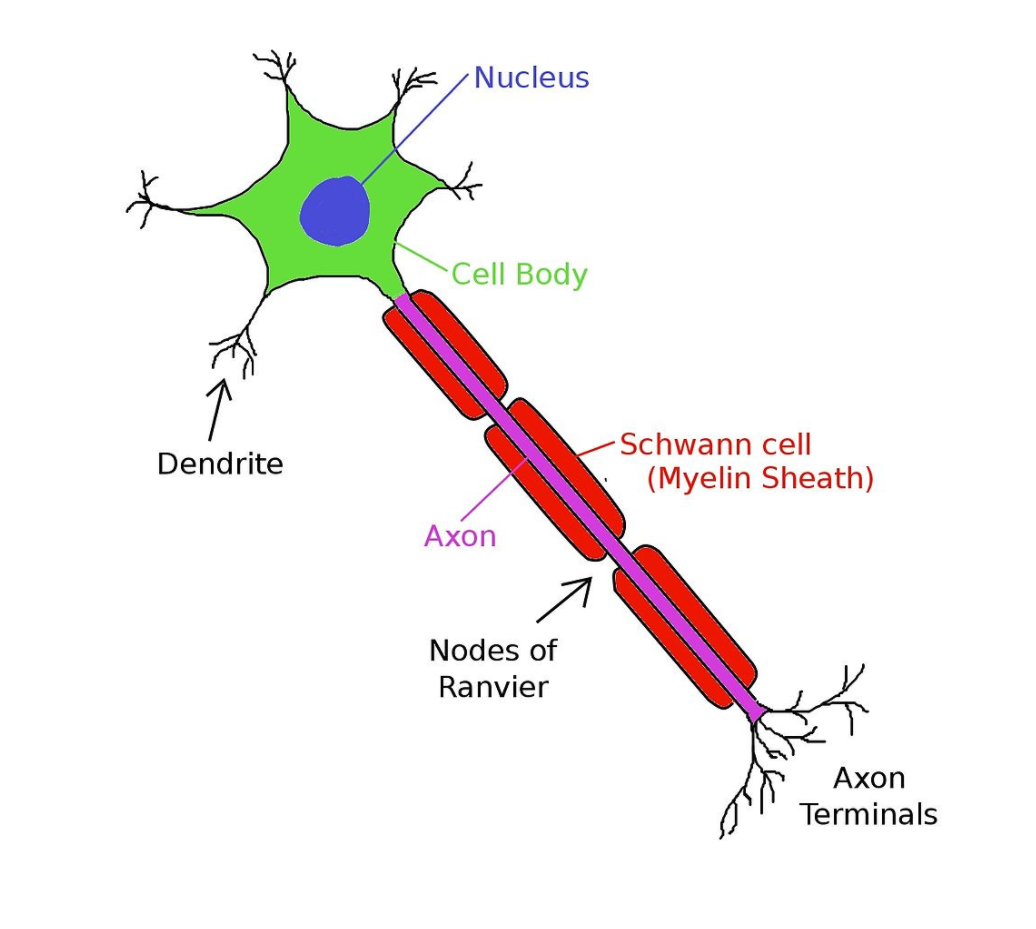 Nucleus
Cell Body
Schwann cell
(Myelin Sheath)
Dendrite
Axon
Nodes of
Ranvier
Axon
Terminals